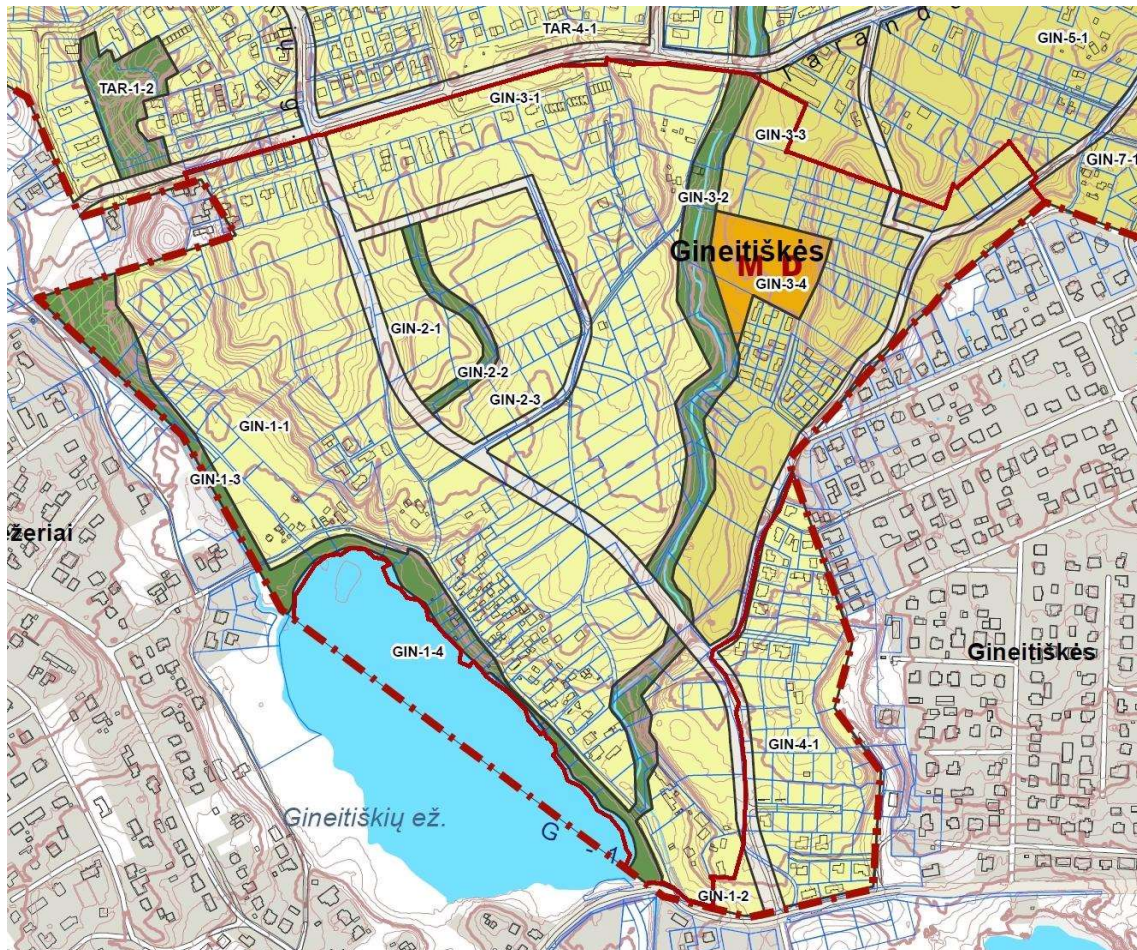 TAR-4-1
GIN-5-1
TAR-1-2
GIN-3-1
GIN-3-3
GIN-7-1
GIN-3-2
Gineitiškės
M D
GIN-3-4
GIN-2-1
GIN-2-2
GIN-2-3
GIN-1-1
GIN-1-3
ežeriai
GIN-1-4
Gineitiškės
GIN-4-1
Gineitiškių ež.
G
A
GIN-1-2